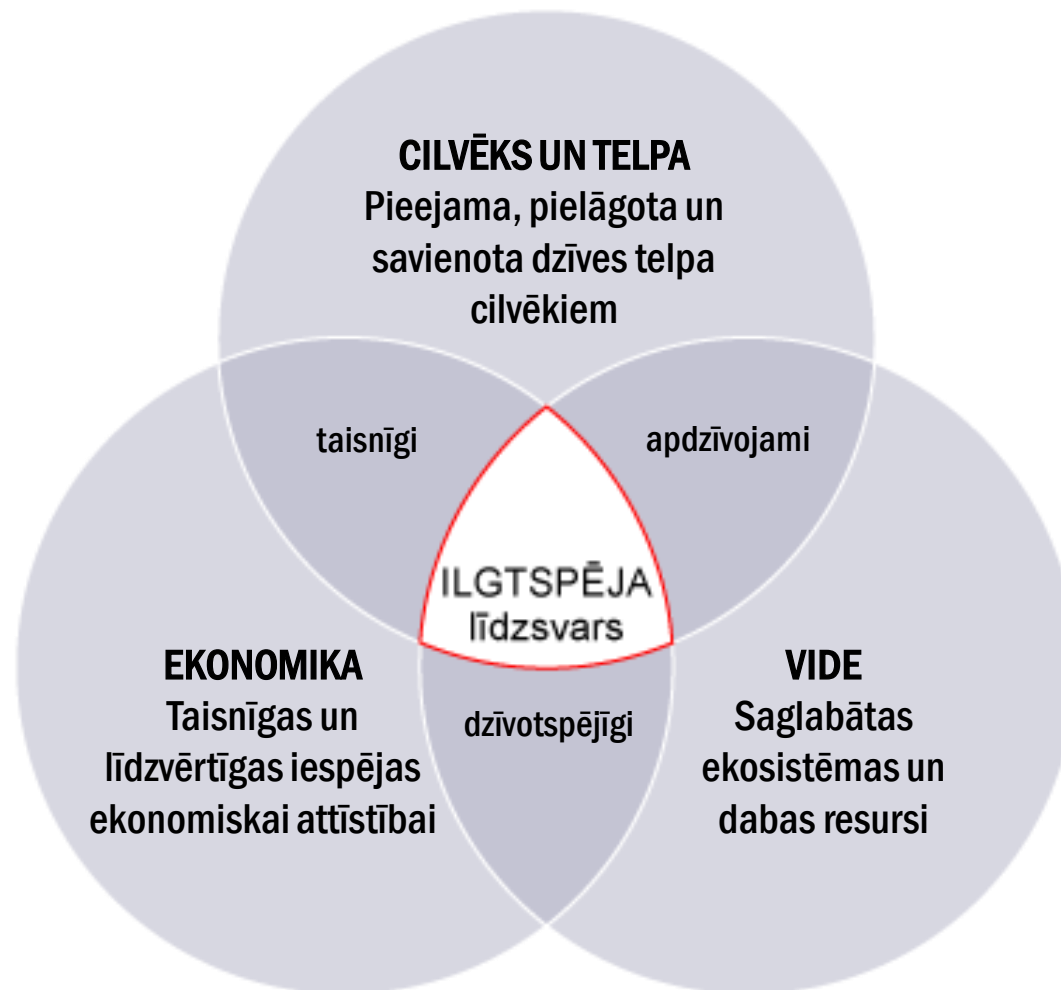 CILVĒKS UN TELPA
Pieejama, pielāgota un
savienota dzīves telpa
cilvēkiem
taisnīgi
apdzīvojami
ILGTSPĒJA
līdzsvars
EKONOMIKA
Taisnīgas un
līdzvērtīgas iespējas
ekonomiskai attīstībai
dzīvotspējīgi
VIDE
Saglabātas
ekosistēmas un
dabas resursi